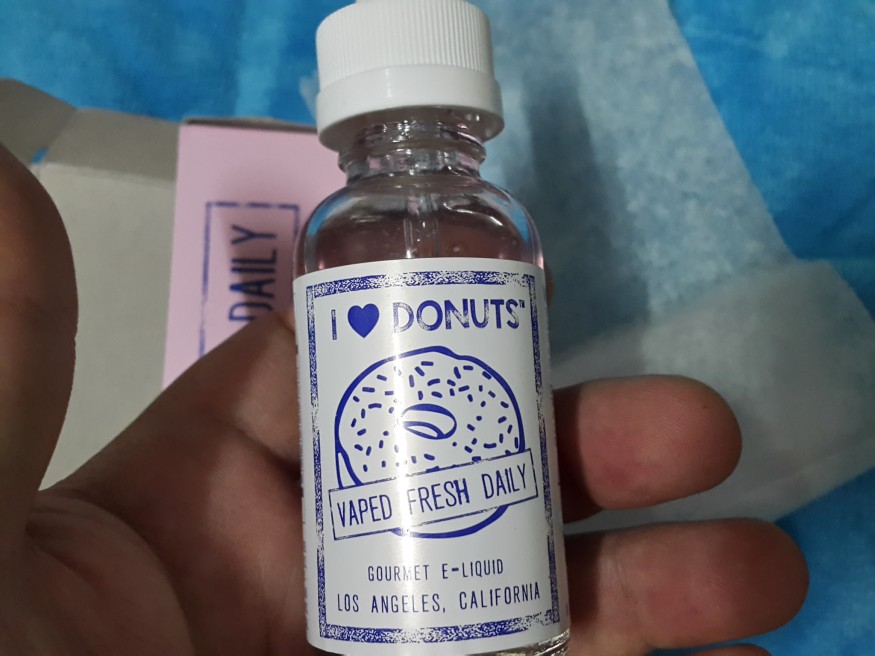 I ♥ DONUTS™
VAPED FRESH DAILY
GOURMET E-LIQUID
LOS ANGELES, CALIFORNIA
DAILY